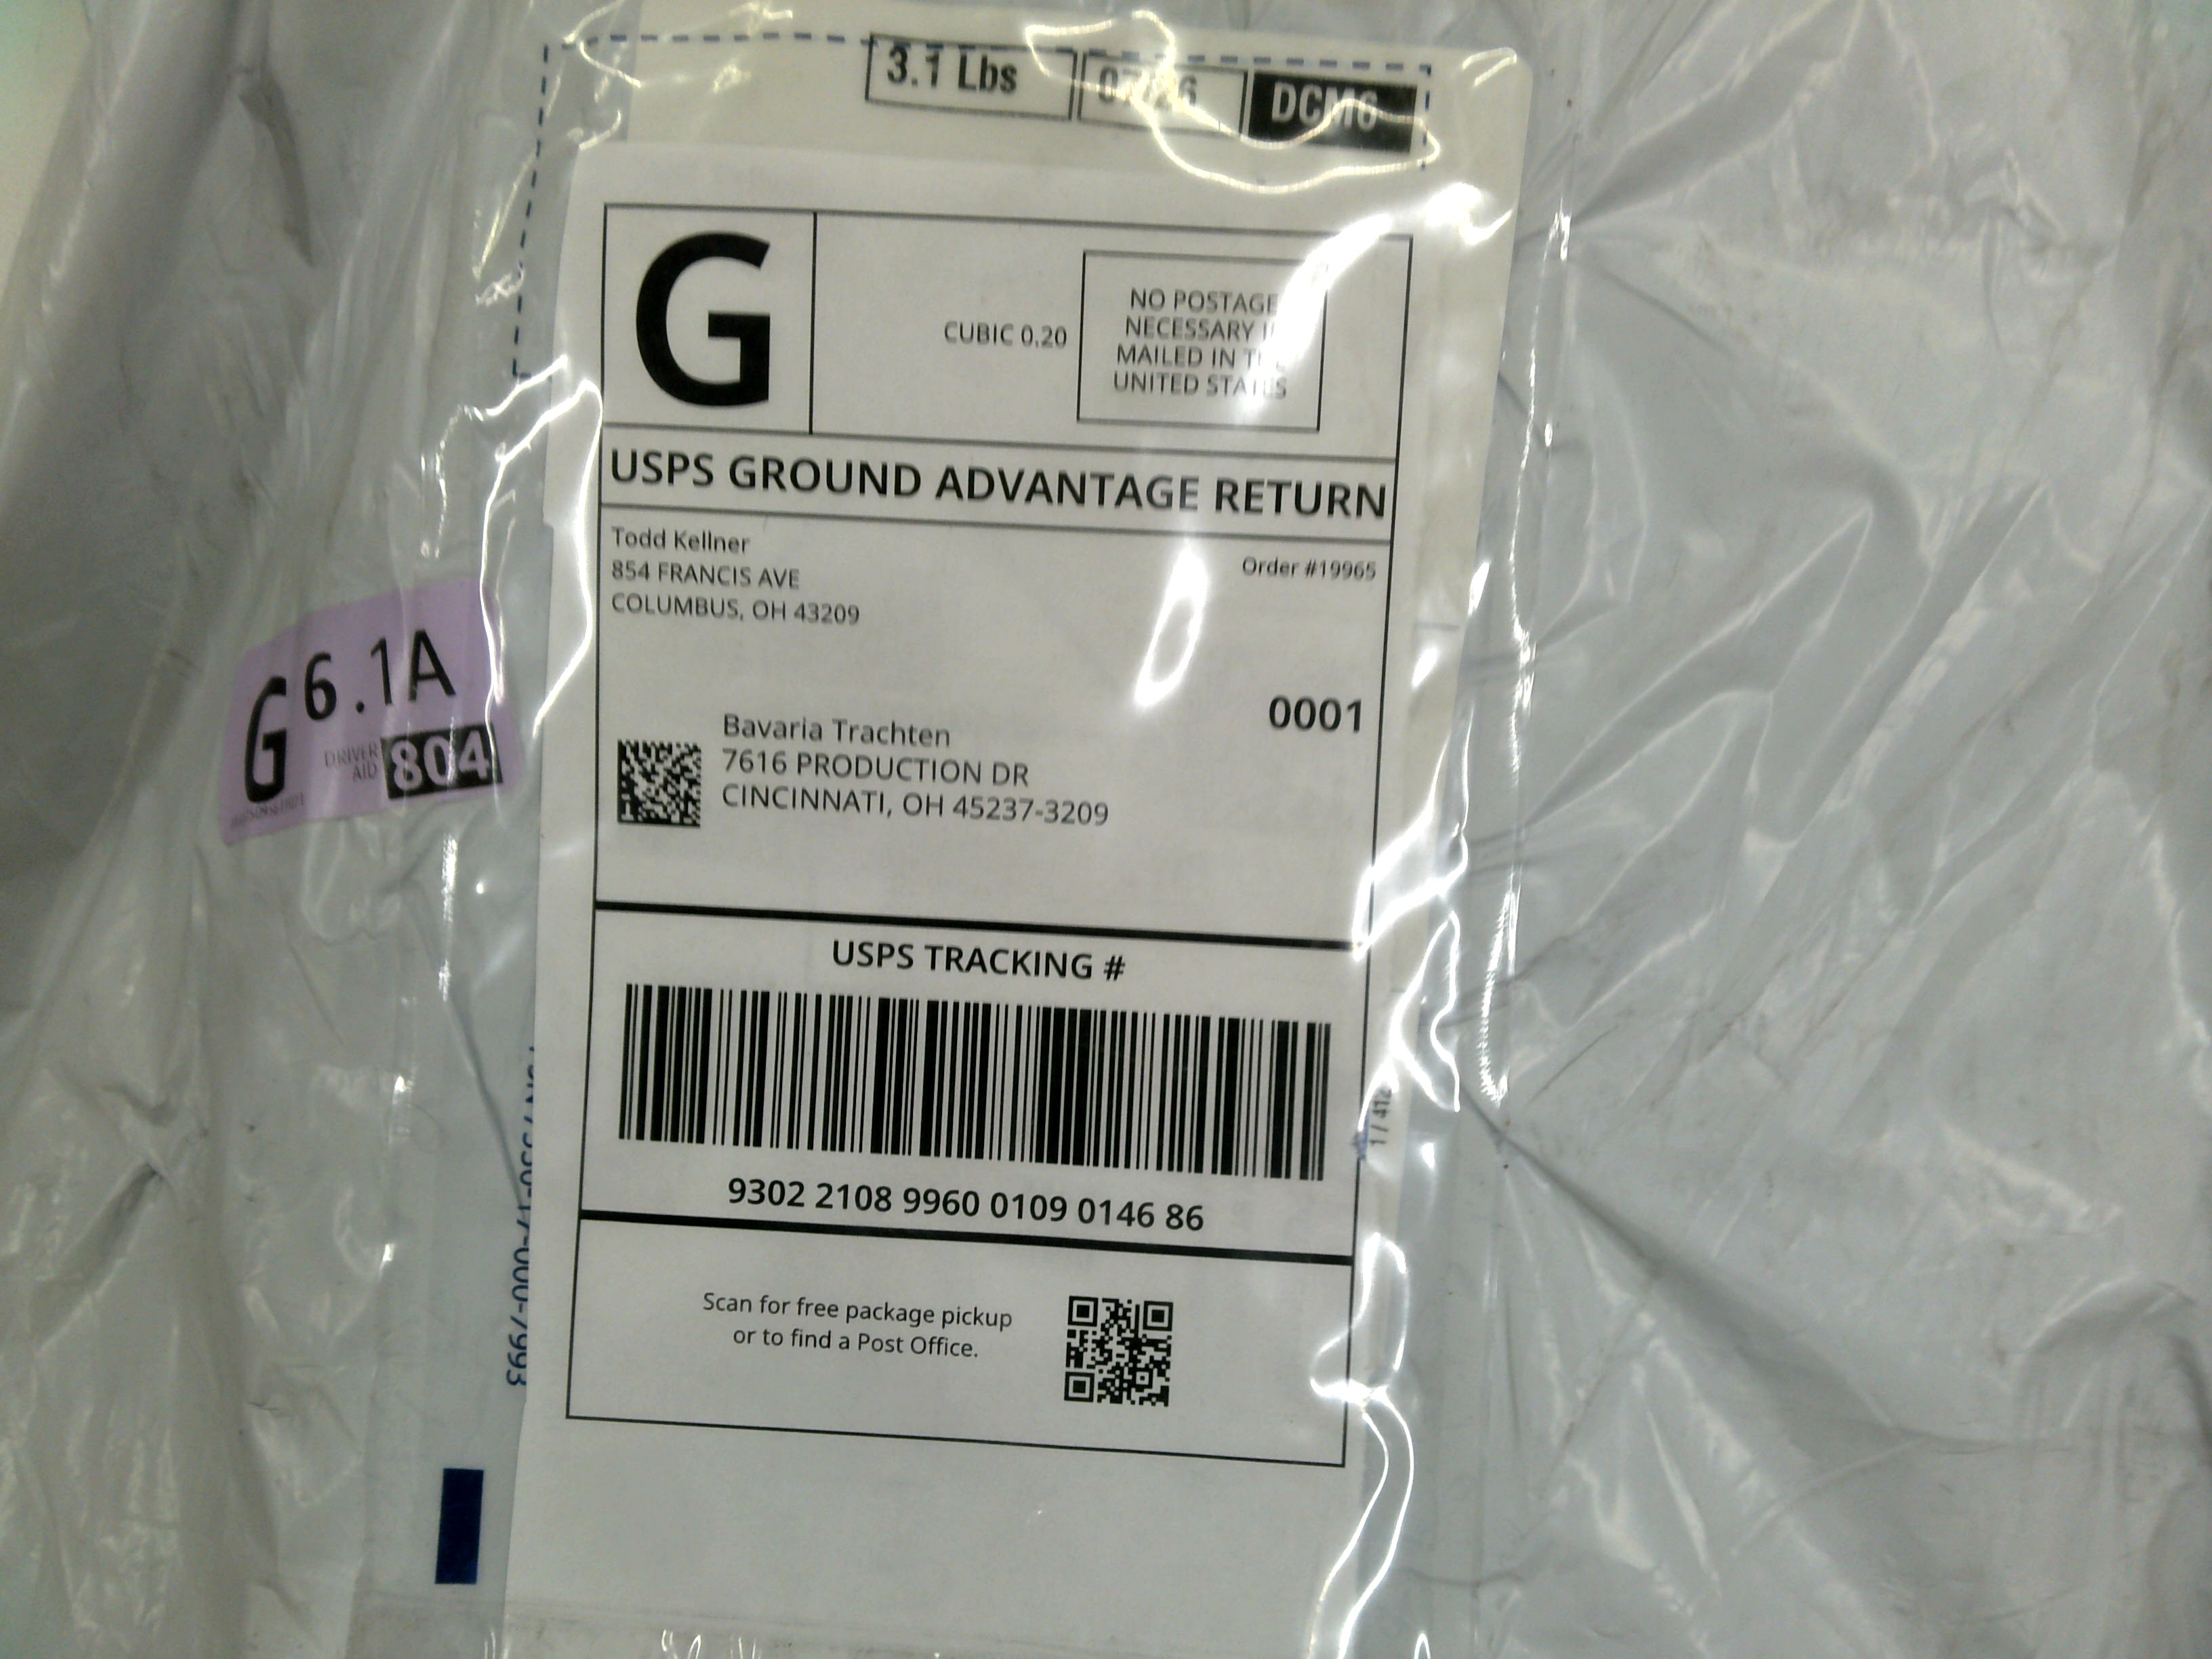 3.1 Lbs
DCM6
G
CUBIC 0.20
NO POSTAGE
NECESSARY
MAILED IN THE
UNITED STATES
USPS GROUND ADVANTAGE RETURN
Todd Kellner
854 FRANCIS AVE
COLUMBUS, OH 43209
Order #19965
0001
Bavaria Trachten
7616 PRODUCTION DR
CINCINNATI, OH 45237-3209
G 6.1A
DRIVER
AID 804
USPS TRACKING #
9302 2108 9960 0109 0146 86
Scan for free package pickup
or to find a Post Office.